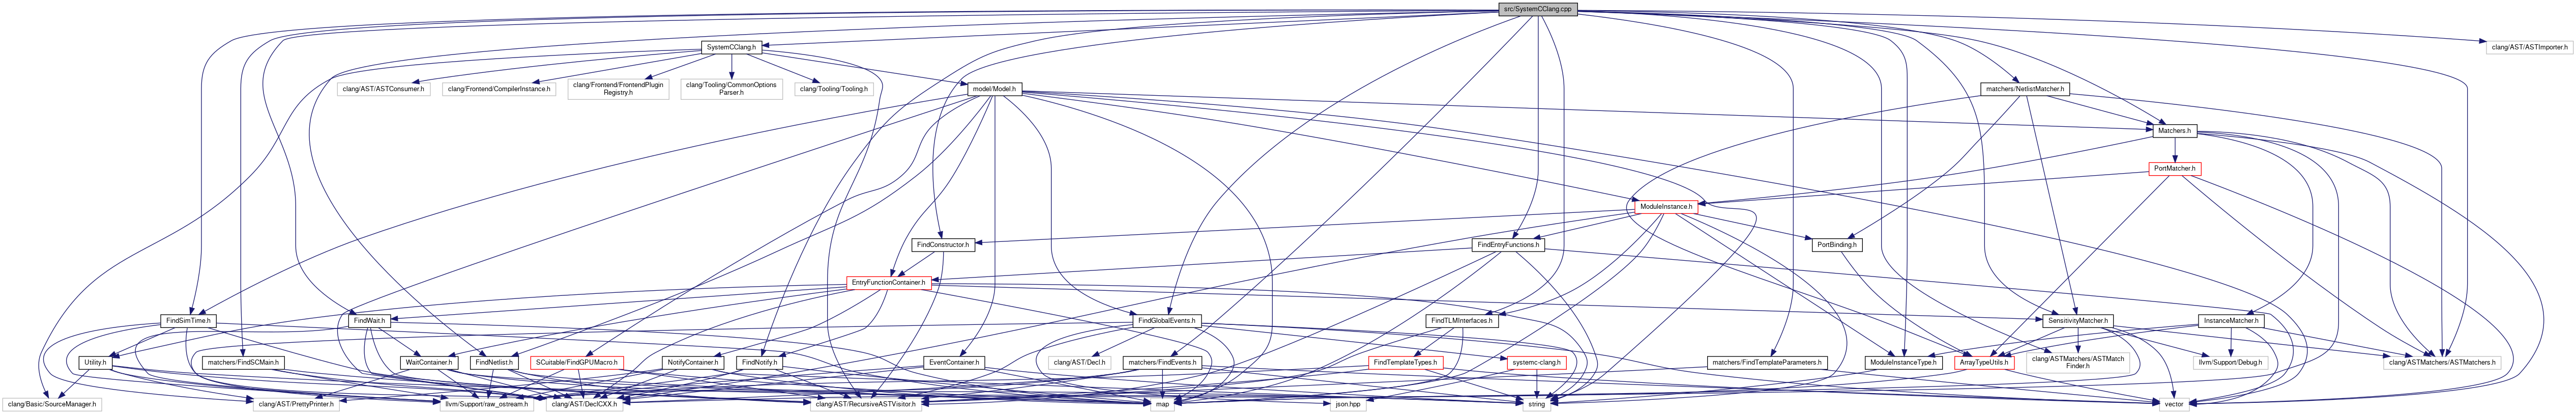 src/SystemCClang.cpp
SystemCClang.h
clang/AST/ASTImporter.h
clang/AST/ASTConsumer.h
clang/Frontend/CompilerInstance.h
clang/Frontend/FrontendPlugin
Registry.h
clang/Tooling/CommonOptions
Parser.h
clang/Tooling/Tooling.h
model/Model.h
matchers/NetlistMatcher.h
Matchers.h
PortMatcher.h
ModuleInstance.h
FindConstructor.h
FindEntryFunctions.h
PortBinding.h
EntryFunctionContainer.h
FindSimTime.h
FindWait.h
FindGlobalEvents.h
FindTLMInterfaces.h
SensitivityMatcher.h
InstanceMatcher.h
Utility.h
matchers/FindSCMain.h
WaitContainer.h
FindNetlist.h
SCuitable/FindGPUMacro.h
NotifyContainer.h
FindNotify.h
EventContainer.h
clang/AST/Decl.h
matchers/FindEvents.h
FindTemplateTypes.h
systemc-clang.h
matchers/FindTemplateParameters.h
ModuleInstanceType.h
ArrayTypeUtils.h
clang/ASTMatchers/ASTMatch
Finder.h
llvm/Support/Debug.h
clang/ASTMatchers/ASTMatchers.h
clang/Basic/SourceManager.h
clang/AST/PrettyPrinter.h
llvm/Support/raw_ostream.h
clang/AST/DeclCXX.h
clang/AST/RecursiveASTVisitor.h
map
json.hpp
string
vector